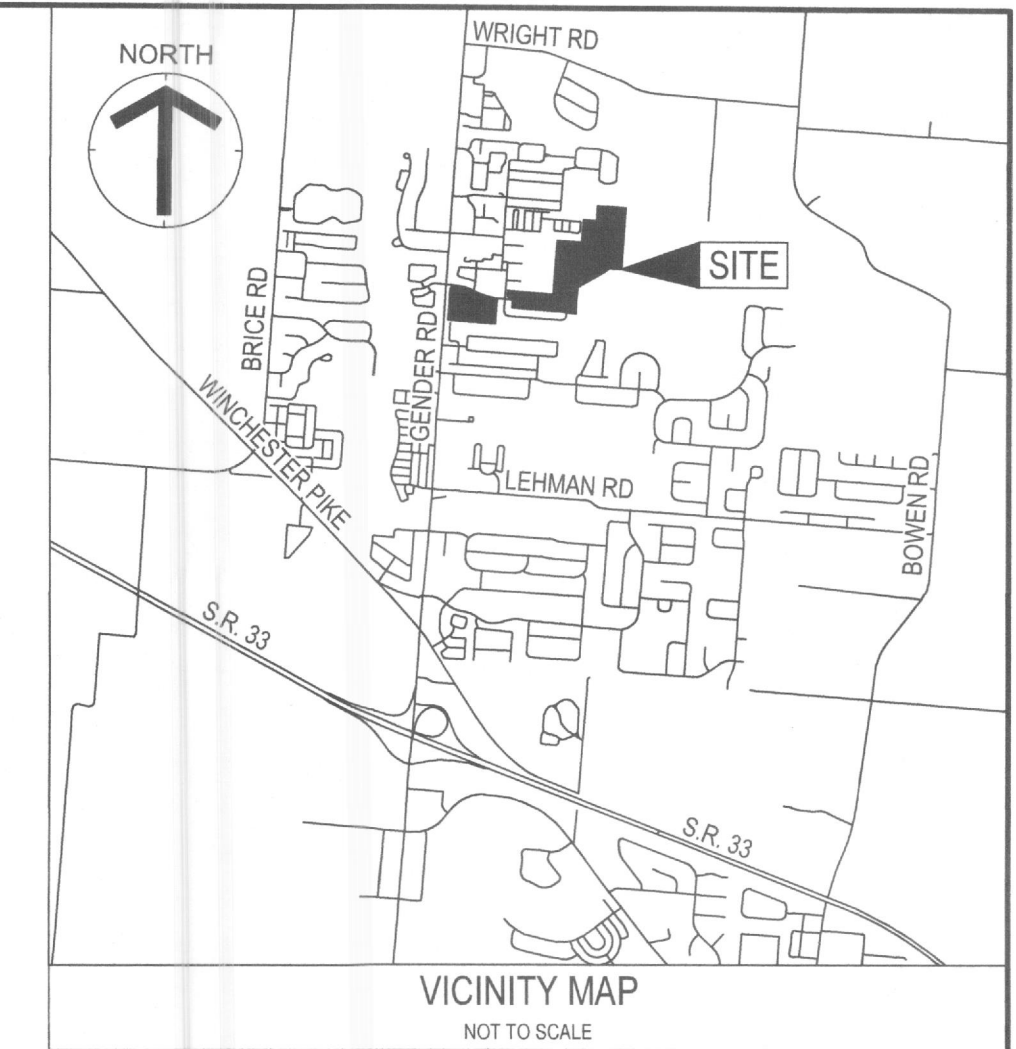 WRIGHT RD
NORTH
SITE
BRICE RD
GENDER RD
WINCHESTER PIKE
LEHMAN RD
BOWEN RD
S.R. 33
S.R. 33
VICINITY MAP
NOT TO SCALE